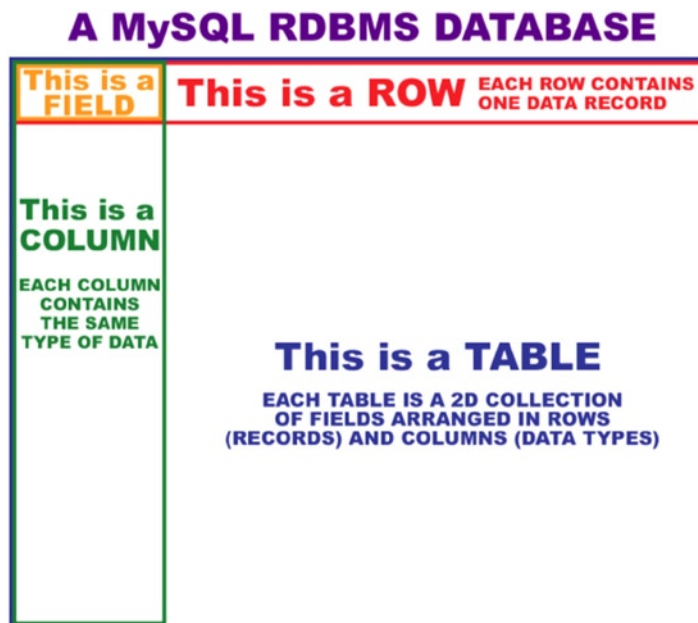 A MySQL RDBMS DATABASE
This is a
FIELD
This is a ROW
EACH ROW CONTAINS
ONE DATA RECORD
This is a
COLUMN
EACH COLUMN
CONTAINS
THE SAME
TYPE OF DATA
This is a TABLE
EACH TABLE IS A 2D COLLECTION
OF FIELDS ARRANGED IN ROWS
(RECORDS) AND COLUMNS (DATA TYPES)